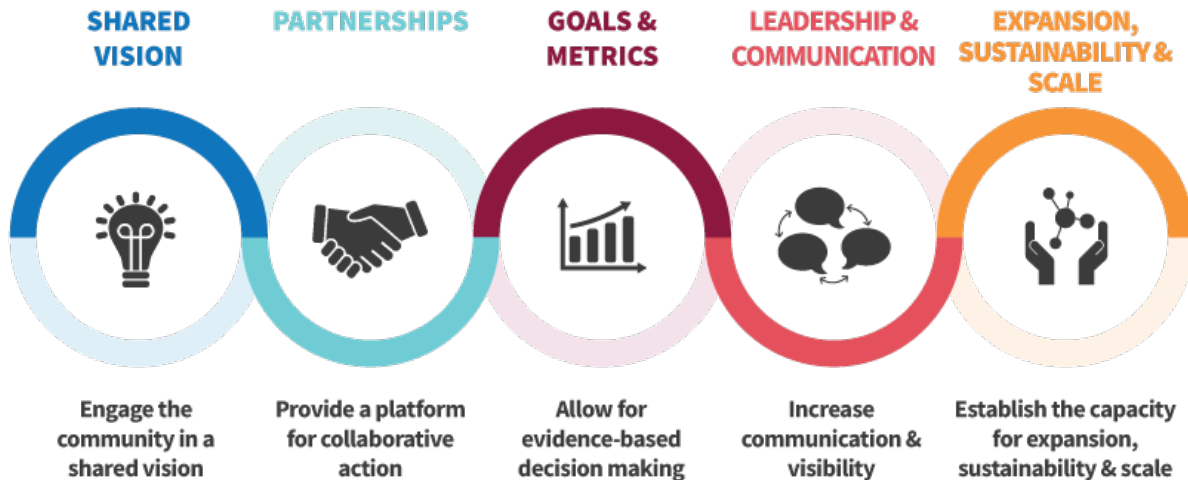 SHARED
VISION
PARTNERSHIPS
GOALS &
METRICS
LEADERSHIP &
COMMUNICATION
EXPANSION,
SUSTAINABILITY &
SCALE
Engage the
community in a
shared vision
Provide a platform
for collaborative
action
Allow for
evidence-based
decision making
Increase
communication &
visibility
Establish the capacity
for expansion,
sustainability & scale